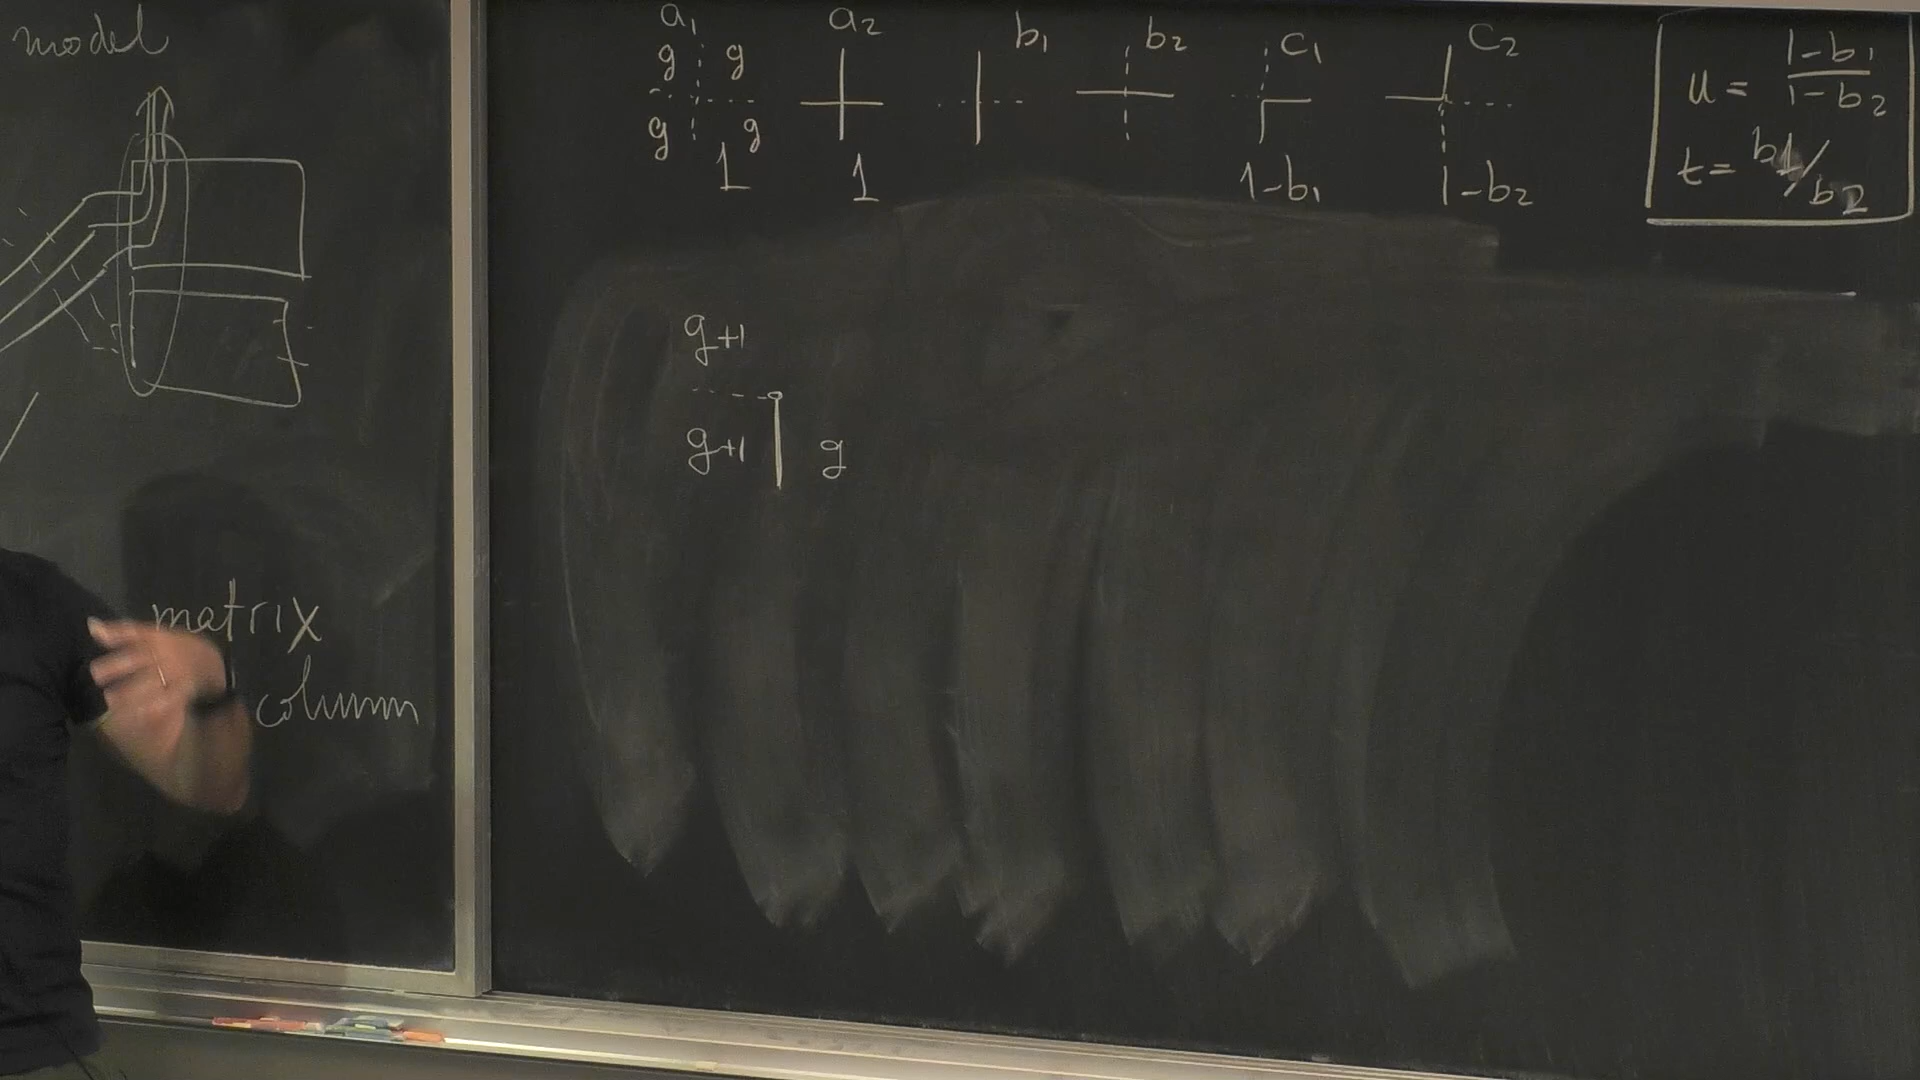 model
matrix
column
a₁ a₂ b₁ b₂ c₁ c₂
g g
g g
1 1 1-b₁ 1-b₂
u = (1-b₁)/(1-b₂)
t = b1/b2
g+1
g+1 g